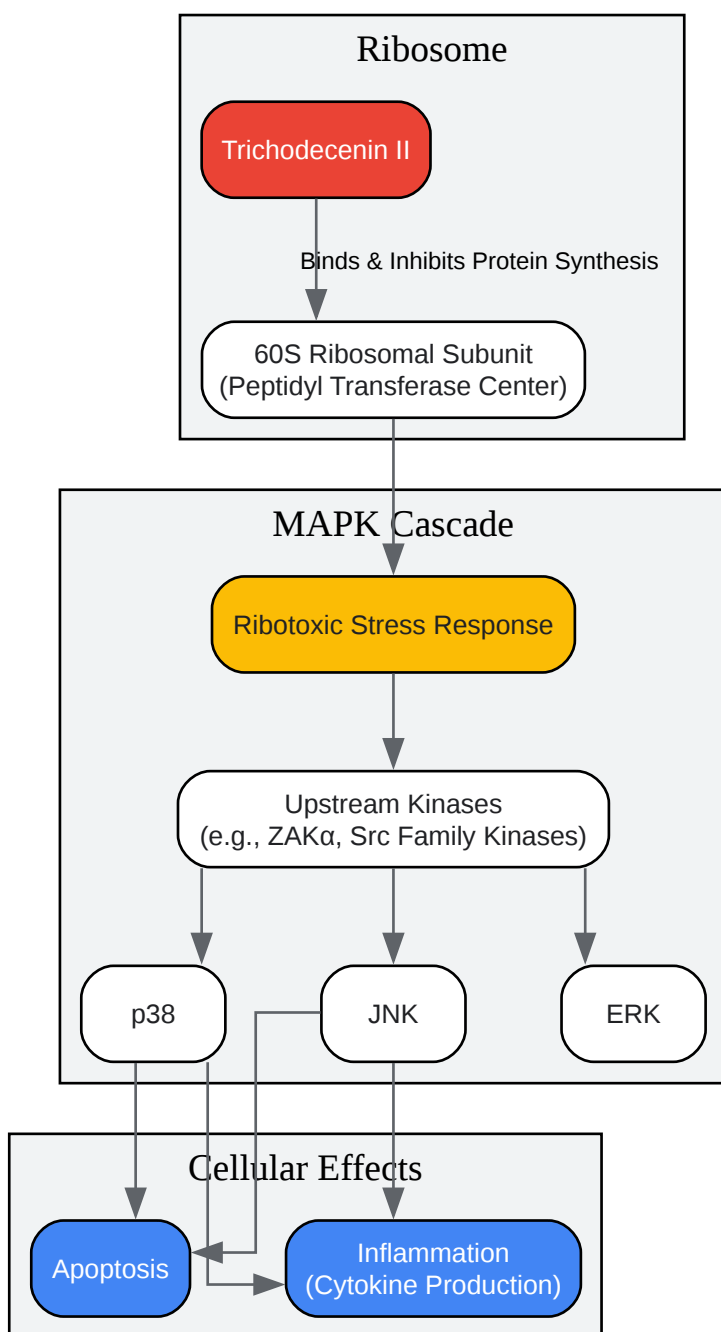 Ribosome
Trichodecenin II
Binds & Inhibits Protein Synthesis
60S Ribosomal Subunit
(Peptidyl Transferase Center)
MAPK Cascade
Ribotoxic Stress Response
Upstream Kinases
(e.g., ZAKα, Src Family Kinases)
p38
JNK
ERK
Cellular Effects
Apoptosis
Inflammation
(Cytokine Production)